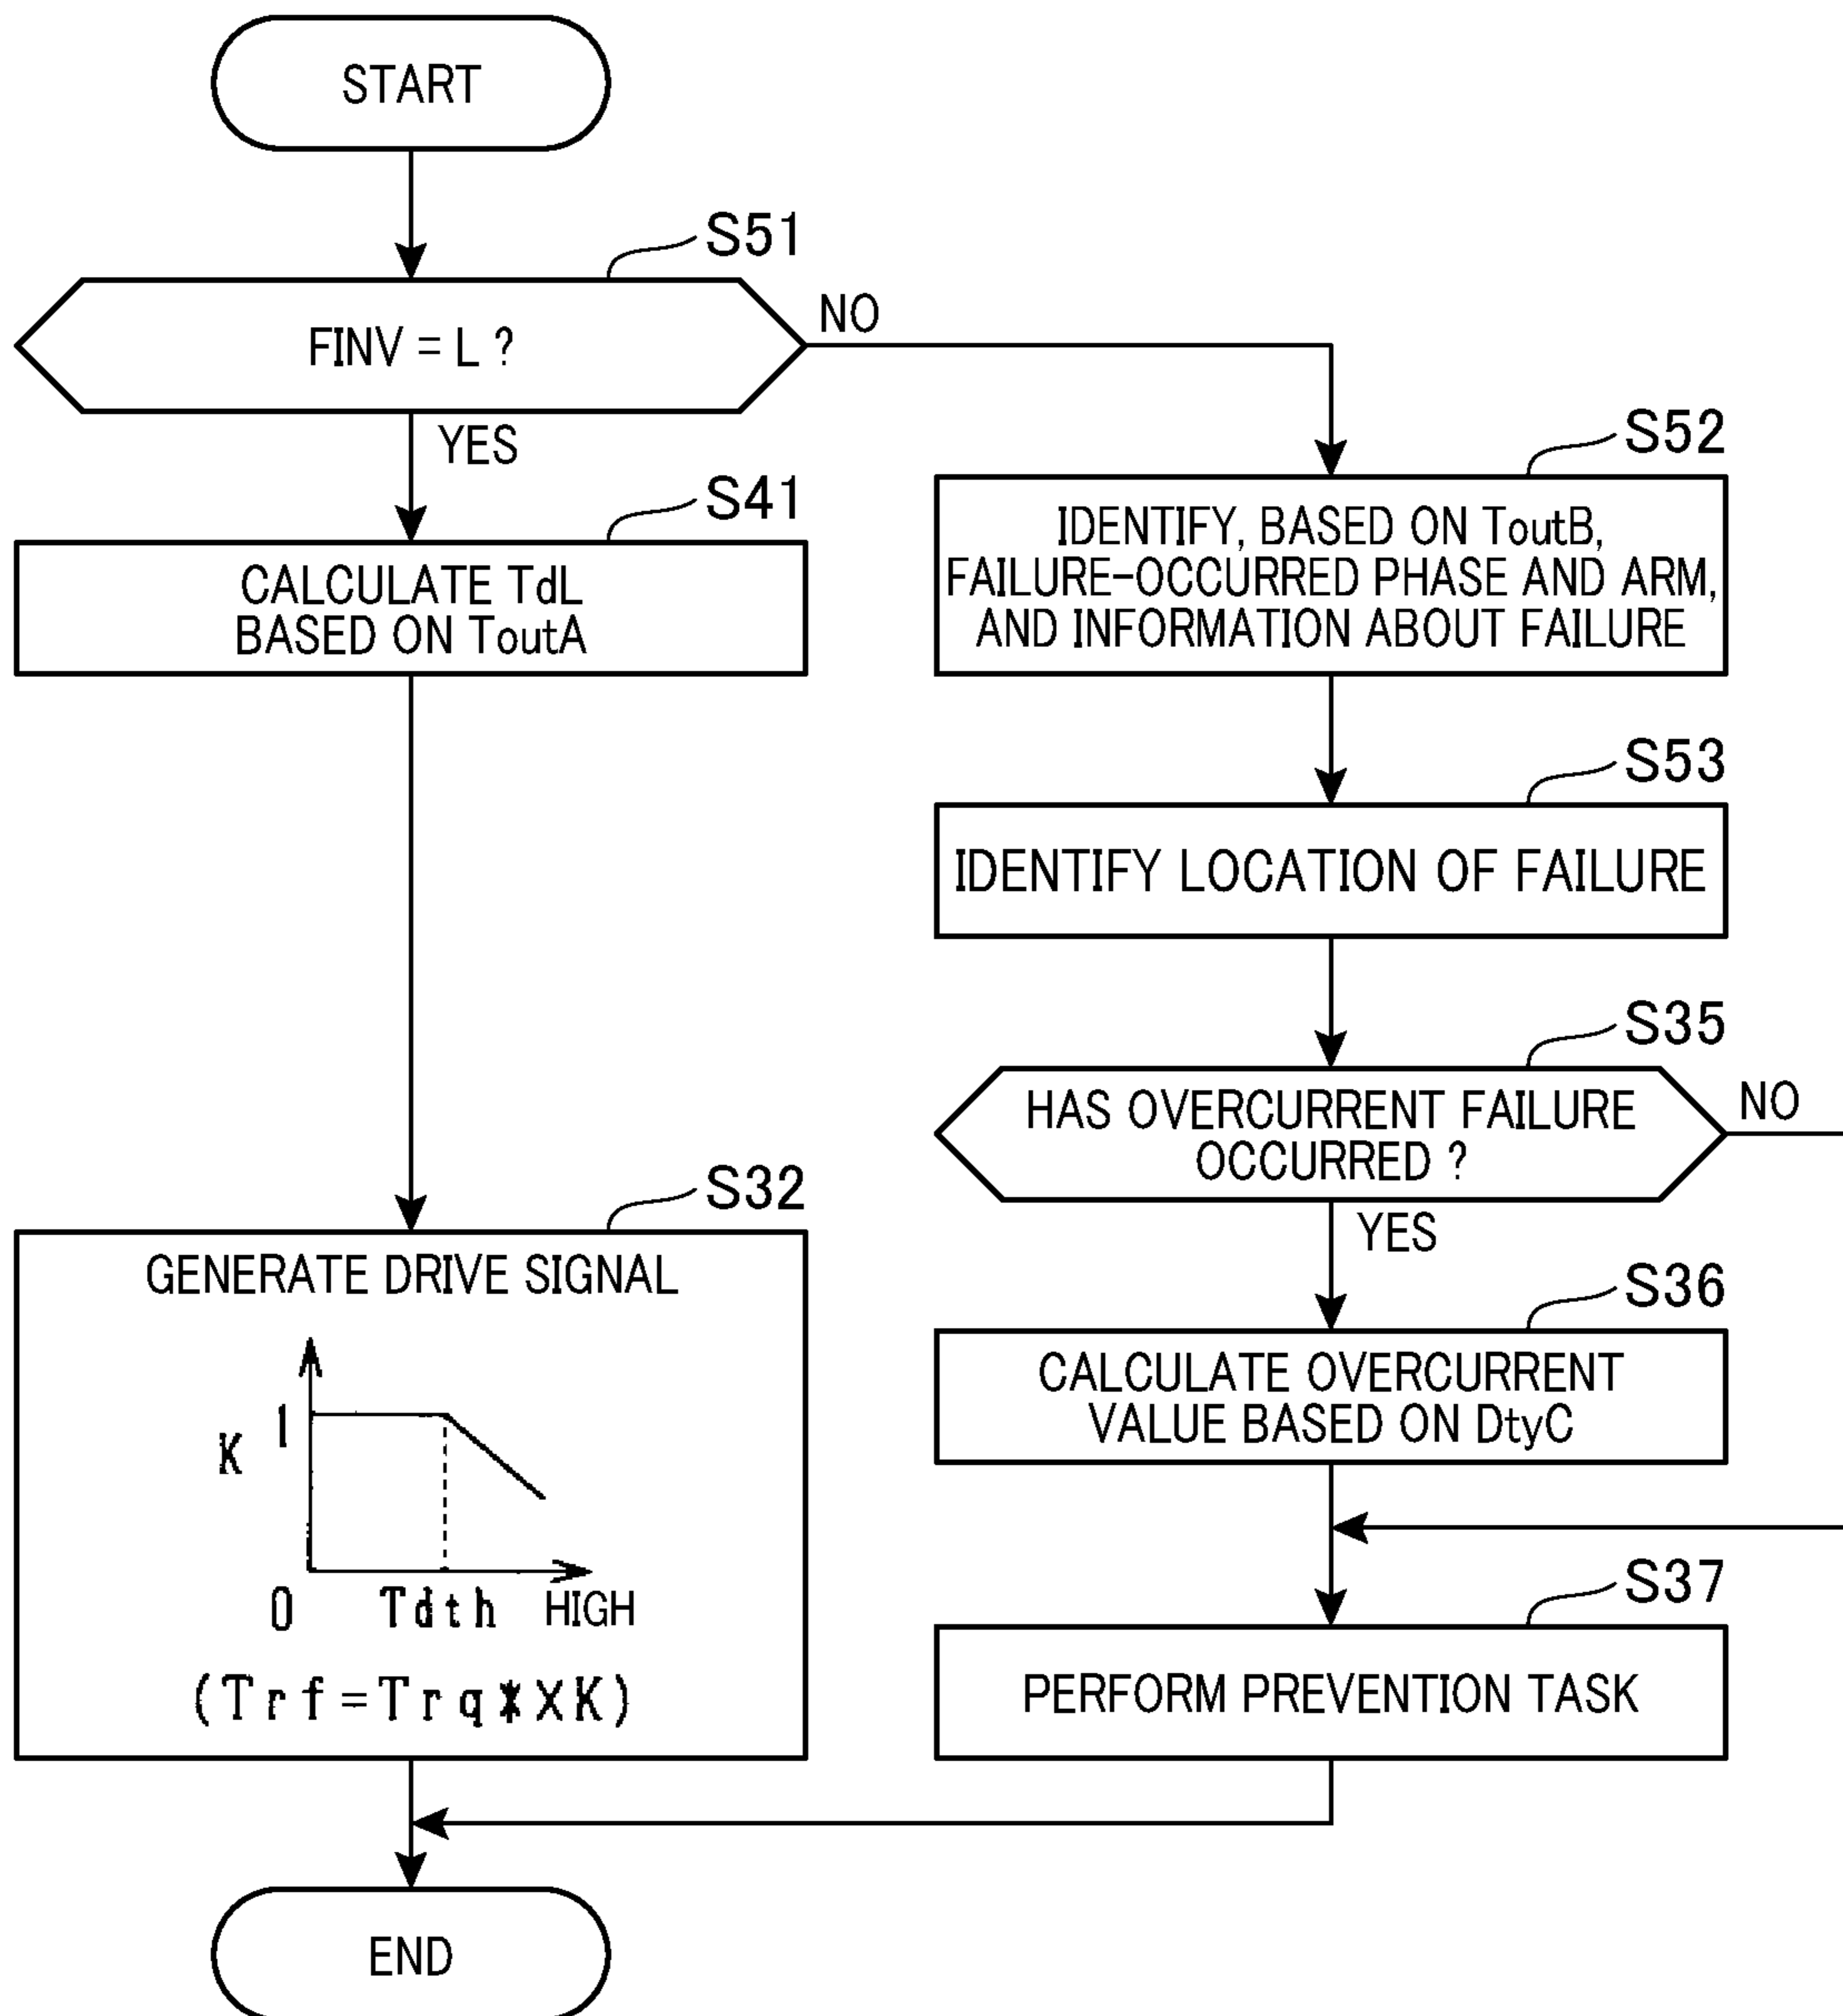 START
S51
FINV = L ?
NO
YES
S41
CALCULATE TdL
BASED ON ToutA
S52
IDENTIFY, BASED ON ToutB,
FAILURE-OCCURRED PHASE AND ARM,
AND INFORMATION ABOUT FAILURE
S53
IDENTIFY LOCATION OF FAILURE
S35
HAS OVERCURRENT FAILURE
OCCURRED ?
NO
YES
S36
CALCULATE OVERCURRENT
VALUE BASED ON DtyC
S37
PERFORM PREVENTION TASK
S32
GENERATE DRIVE SIGNAL
1
K
0 Tdth HIGH
(Trf=Trq*×K)
END